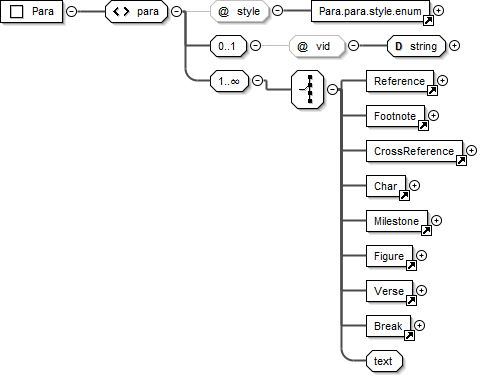 Para
<> para
@ style
Para.para.style.enum
0..1
@ vid
D string
1..∞
Reference
Footnote
CrossReference
Char
Milestone
Figure
Verse
Break
text